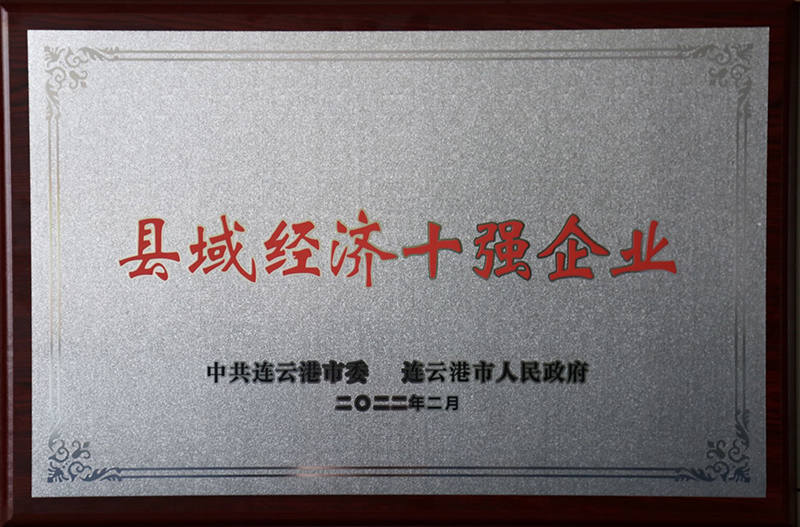 县域经济十强企业
中共连云港市委 连云港市人民政府
二〇二二年二月